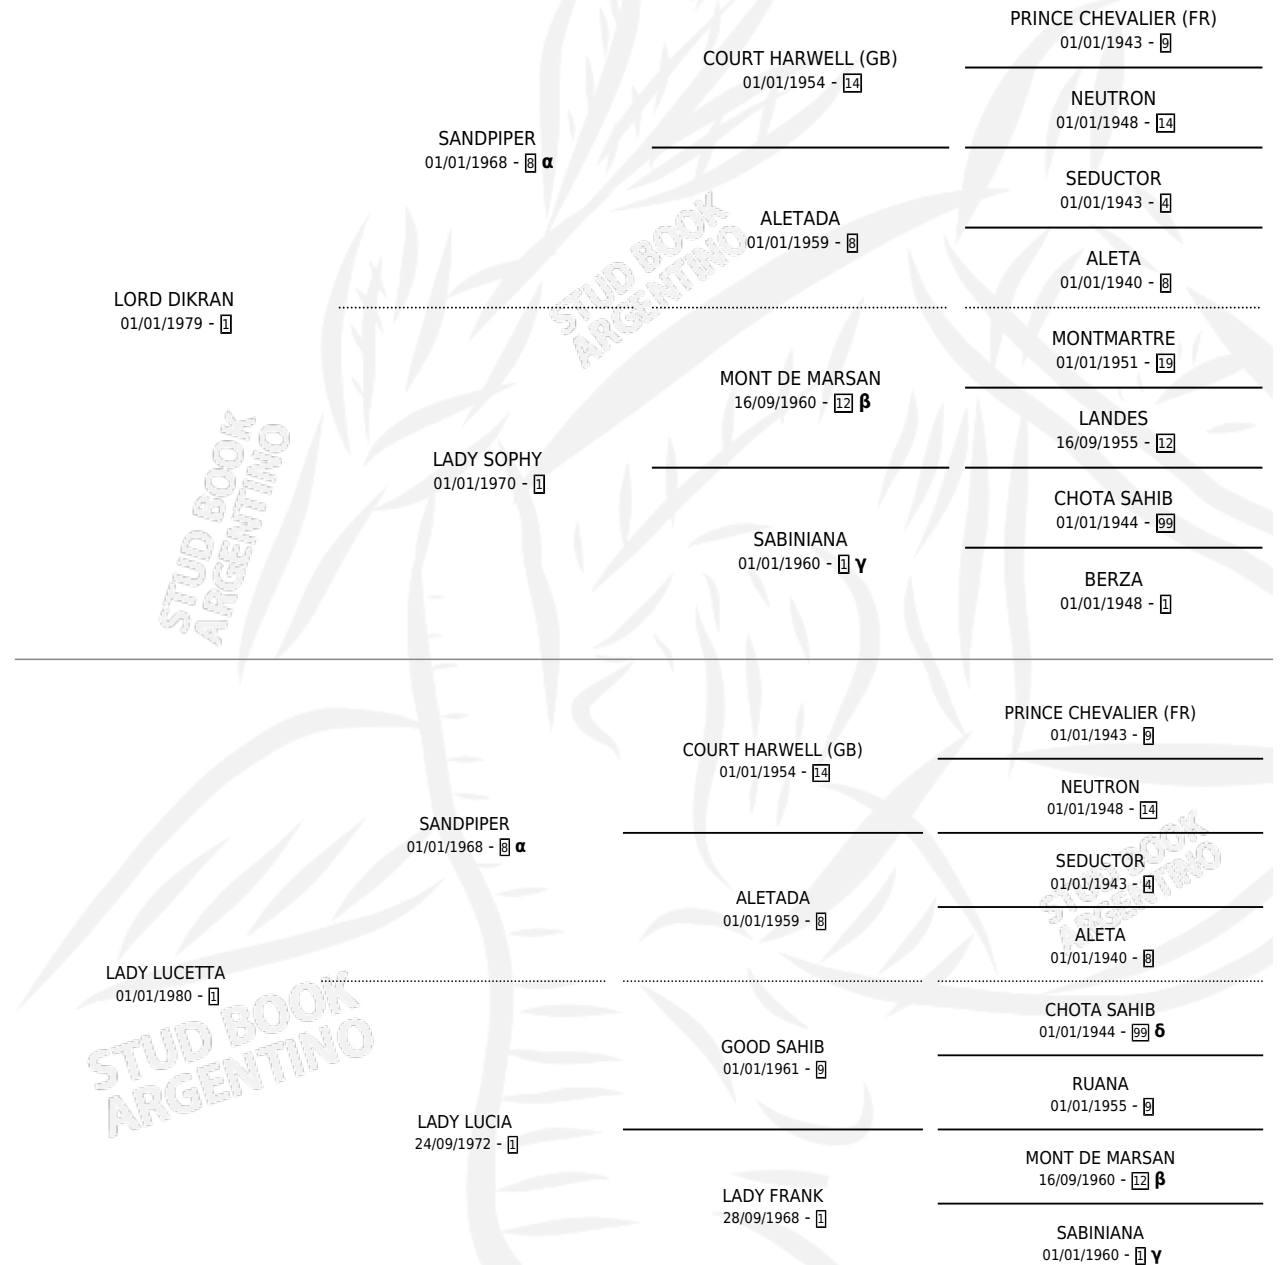 PRINCE CHEVALIER (FR)
01/01/1943 - 9
COURT HARWELL (GB)
01/01/1954 - 14
NEUTRON
01/01/1948 - 14
SANDPIPER
01/01/1968 - 8 α
SEDUCTOR
01/01/1943 - 4
ALETADA
01/01/1959 - 8
ALETA
01/01/1940 - 8
LORD DIKRAN
01/01/1979 - 1
MONTMARTRE
01/01/1951 - 19
MONT DE MARSAN
16/09/1960 - 12 β
LANDES
16/09/1955 - 12
LADY SOPHY
01/01/1970 - 1
CHOTA SAHIB
01/01/1944 - 99
SABINIANA
01/01/1960 - 1 γ
BERZA
01/01/1948 - 1
STUD BOOK
ARGENTINO
STUD BOOK
ARGENTINO
PRINCE CHEVALIER (FR)
01/01/1943 - 9
COURT HARWELL (GB)
01/01/1954 - 14
NEUTRON
01/01/1948 - 14
SANDPIPER
01/01/1968 - 8 α
SEDUCTOR
01/01/1943 - 4
ALETADA
01/01/1959 - 8
ALETA
01/01/1940 - 8
LADY LUCETTA
01/01/1980 - 1
CHOTA SAHIB
01/01/1944 - 99 δ
GOOD SAHIB
01/01/1961 - 9
RUANA
01/01/1955 - 9
LADY LUCIA
24/09/1972 - 1
MONT DE MARSAN
16/09/1960 - 12 β
LADY FRANK
28/09/1968 - 1
SABINIANA
01/01/1960 - 1 γ
STUD BOOK
ARGENTINO
STUD BOOK
ARGENTINO